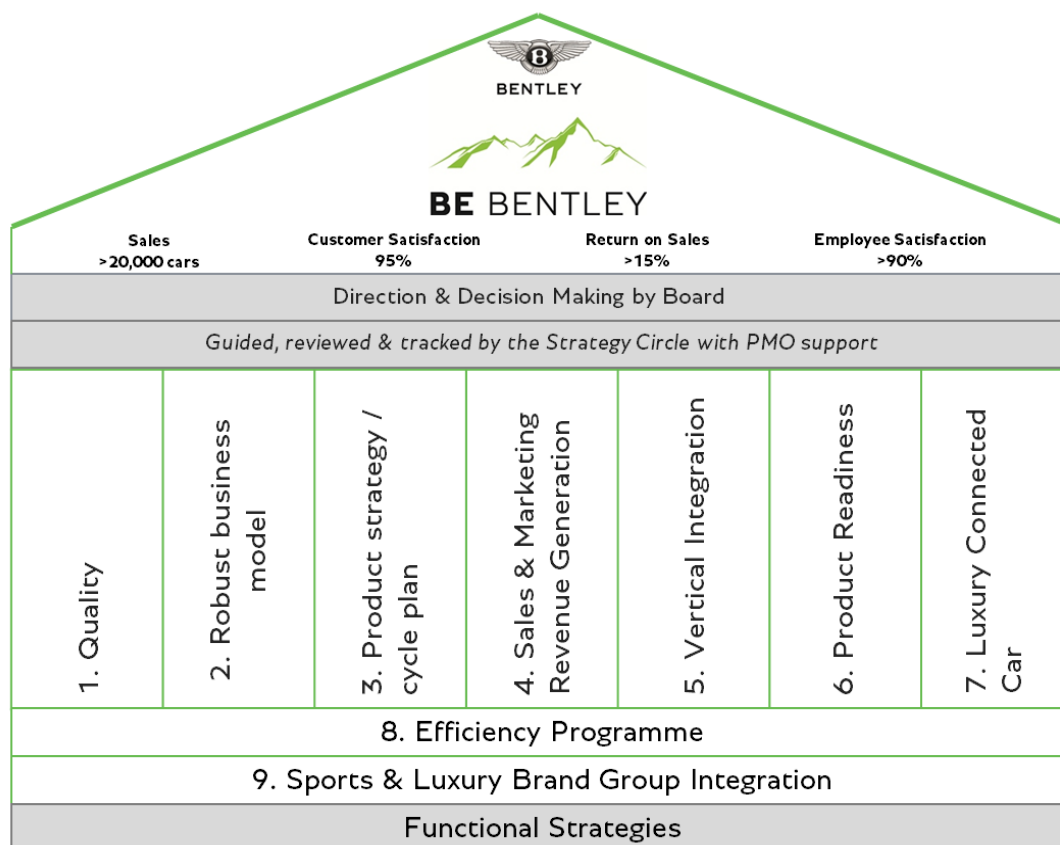 B
BENTLEY
BE BENTLEY
Sales
>20,000 cars
Customer Satisfaction
95%
Return on Sales
>15%
Employee Satisfaction
>90%
Direction & Decision Making by Board
Guided, reviewed & tracked by the Strategy Circle with PMO support
1. Quality
2. Robust business
model
3. Product strategy /
cycle plan
4. Sales & Marketing
Revenue Generation
5. Vertical Integration
6. Product Readiness
7. Luxury Connected
Car
8. Efficiency Programme
9. Sports & Luxury Brand Group Integration
Functional Strategies